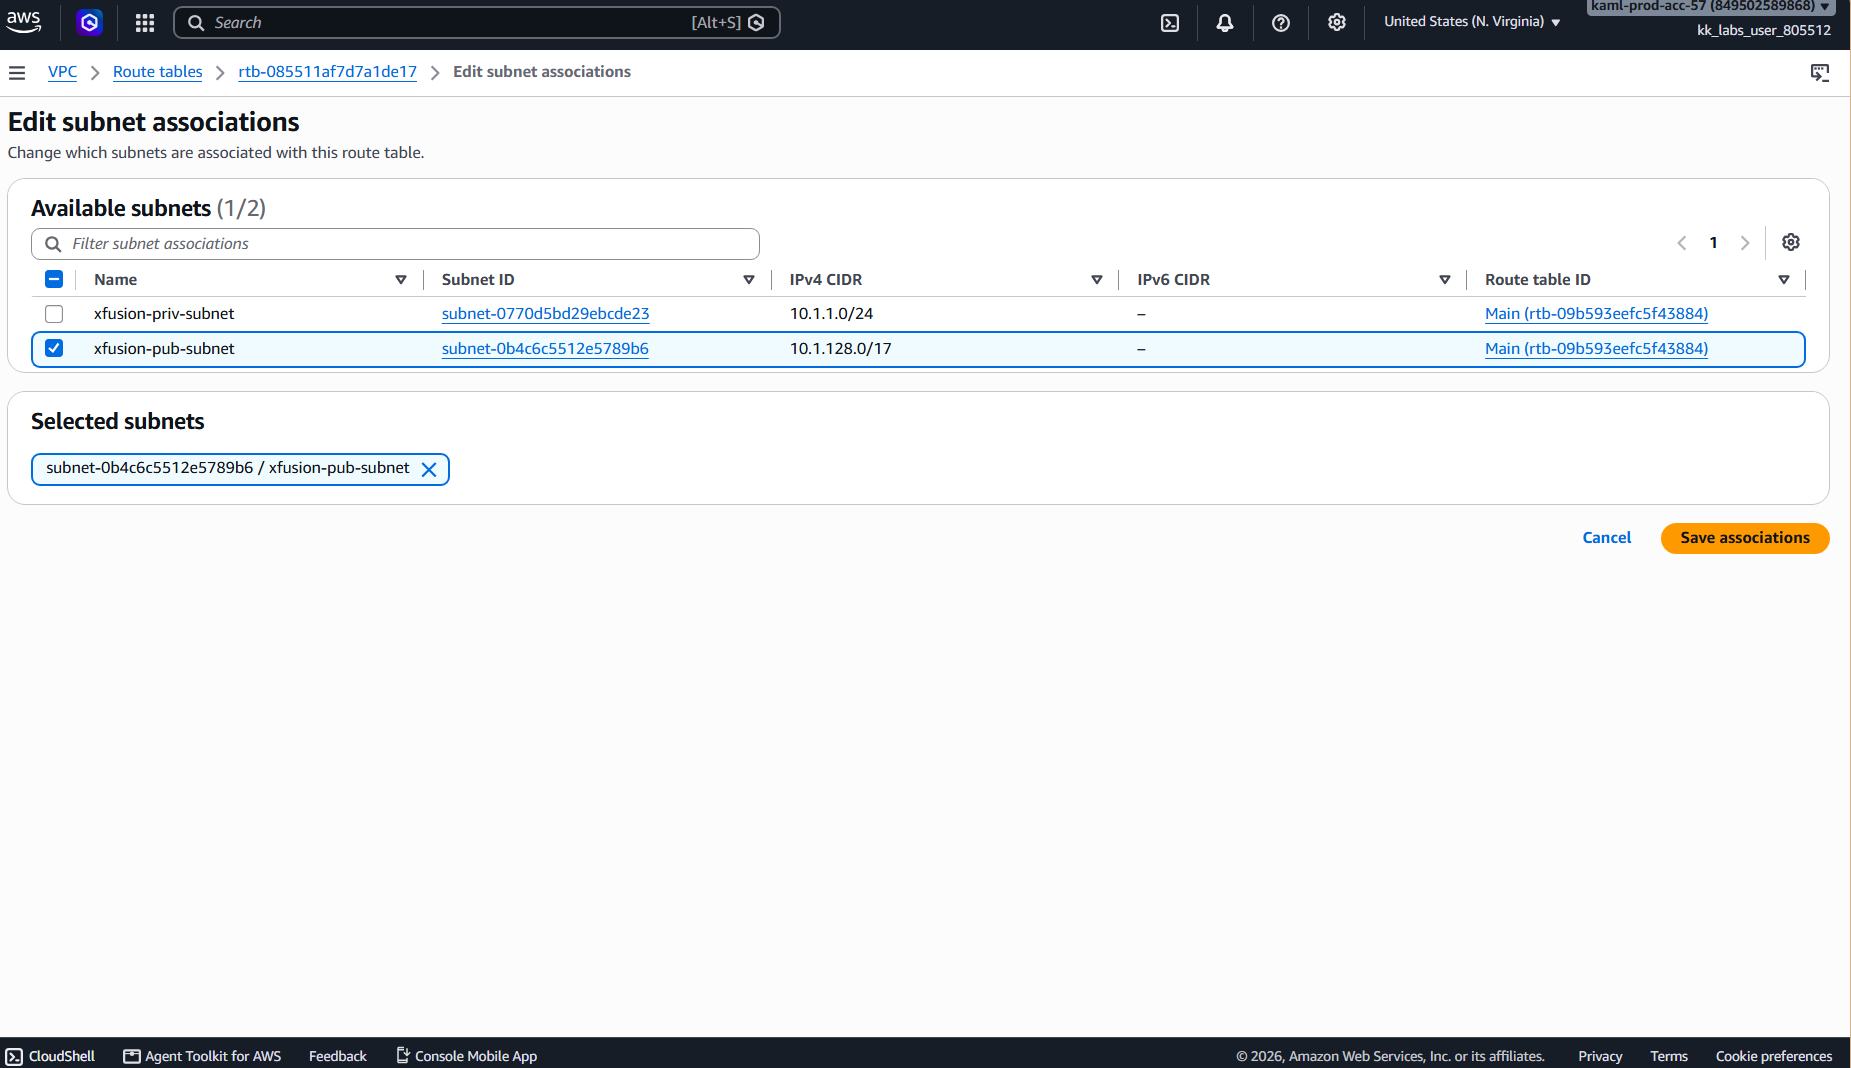 aws
Search [Alt+S]
United States (N. Virginia)
kaml-prod-acc-57 (849502589868)
kk_labs_user_805512
VPC
Route tables
rtb-085511af7d7a1de17
Edit subnet associations
Edit subnet associations
Change which subnets are associated with this route table.
Available subnets (1/2)
Filter subnet associations
1
Name Subnet ID IPv4 CIDR IPv6 CIDR Route table ID
xfusion-priv-subnet subnet-0770d5bd29ebcde23 10.1.1.0/24 – Main (rtb-09b593eefc5f43884)
xfusion-pub-subnet subnet-0b4c6c5512e5789b6 10.1.128.0/17 – Main (rtb-09b593eefc5f43884)
Selected subnets
subnet-0b4c6c5512e5789b6 / xfusion-pub-subnet
Cancel
Save associations
CloudShell
Agent Toolkit for AWS
Feedback
Console Mobile App
© 2026, Amazon Web Services, Inc. or its affiliates.
Privacy
Terms
Cookie preferences